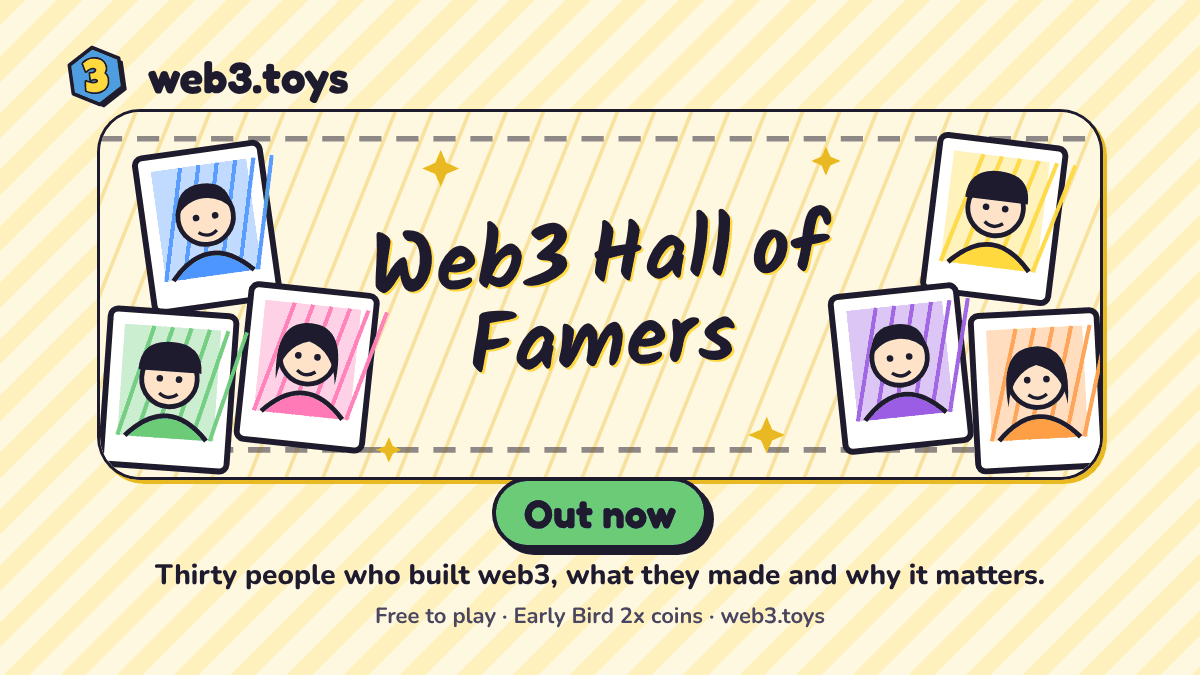 3 web3.toys
Web3 Hall of
Famers
Out now
Thirty people who built web3, what they made and why it matters.
Free to play · Early Bird 2x coins · web3.toys